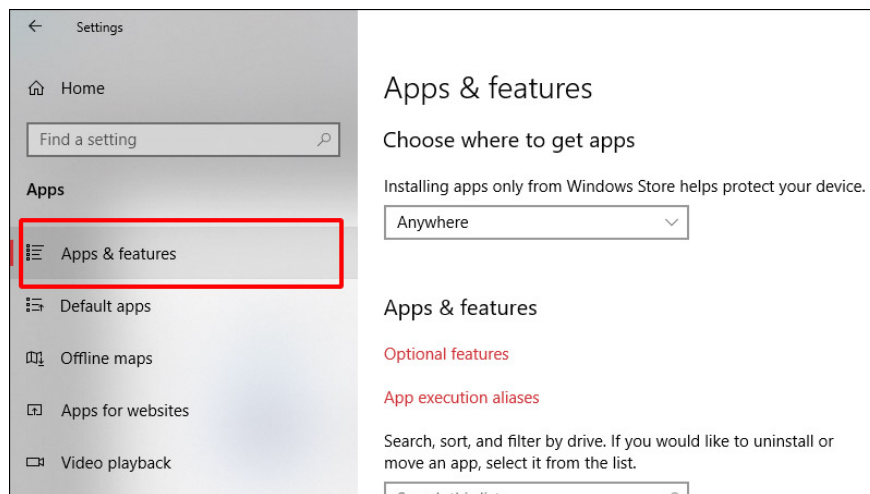 Settings
Home
Find a setting
Apps
Apps & features
Default apps
Offline maps
Apps for websites
Video playback
Apps & features
Choose where to get apps
Installing apps only from Windows Store helps protect your device.
Anywhere
Apps & features
Optional features
App execution aliases
Search, sort, and filter by drive. If you would like to uninstall or
move an app, select it from the list.